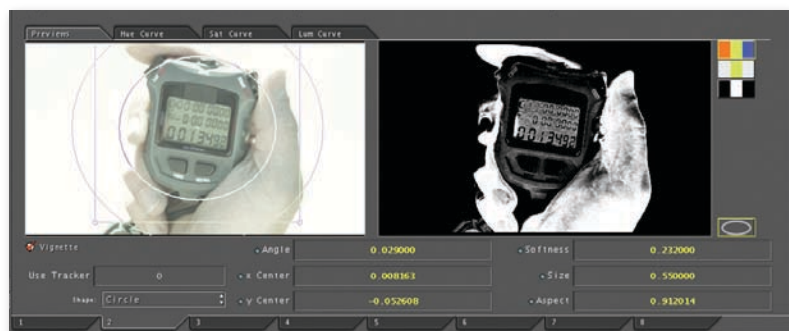 Previews Hue Curve Sat Curve Lum Curve
0013493
Vignette Angle 0.029000 Softness 0.232000
Use Tracker 0 x Center 0.008163 Size 0.550000
Shape: Circle y Center -0.052608 Aspect 0.912014
1 2 3 4 5 6 7 8